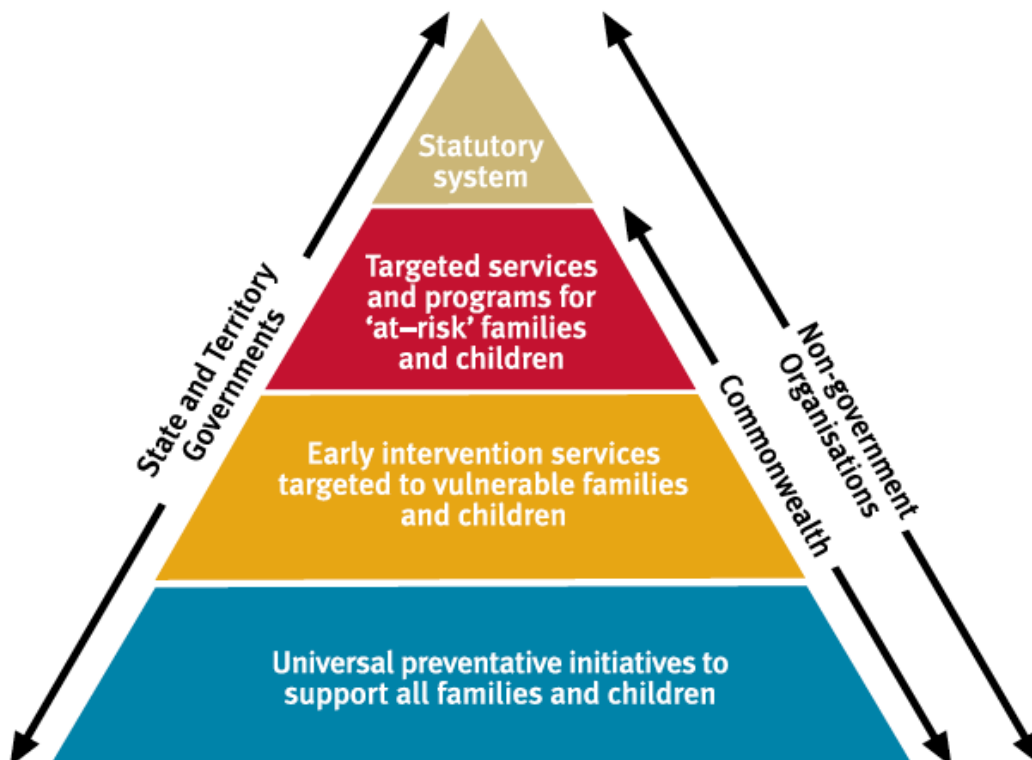 Statutory
system
Targeted services
and programs for
‘at–risk’ families
and children
Early intervention services
targeted to vulnerable families
and children
Universal preventative initiatives to
support all families and children
State and Territory
Governments
Commonwealth
Non-government
Organisations